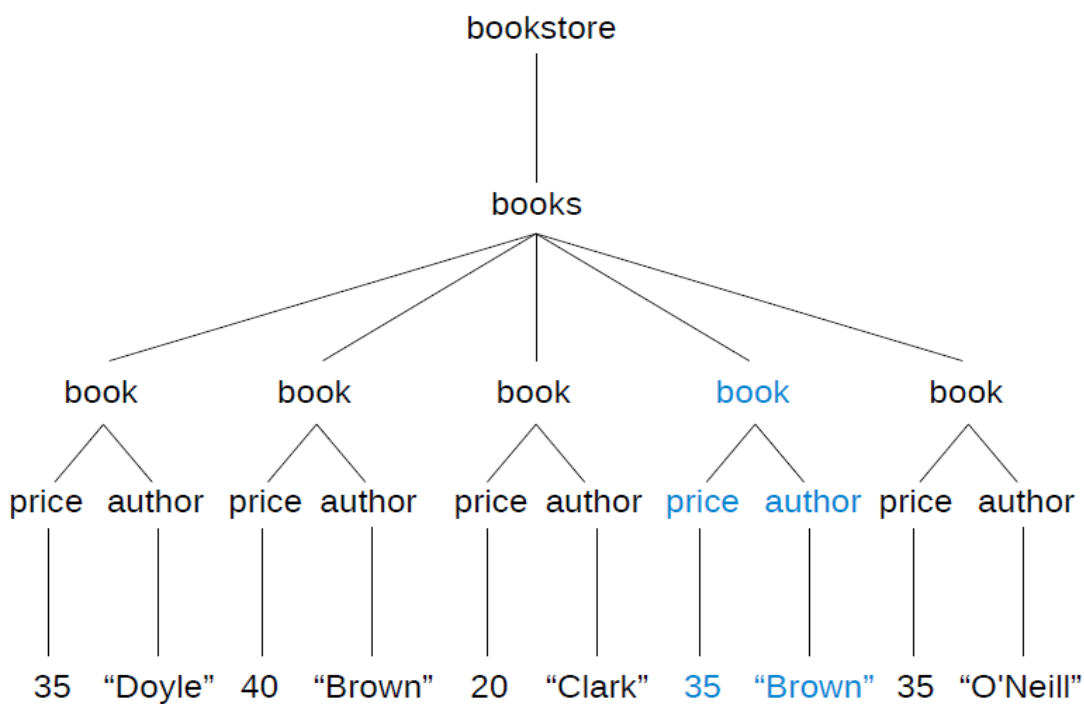 bookstore
books
book book book book book
price author price author price author price author price author
35 “Doyle” 40 “Brown” 20 “Clark” 35 “Brown” 35 “O'Neill”